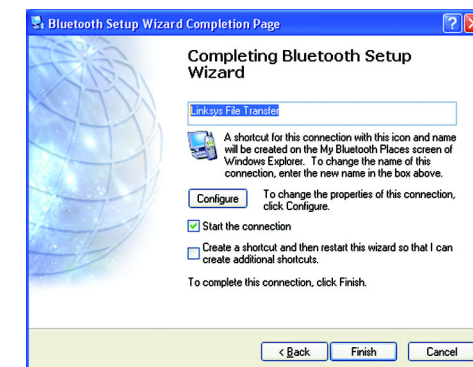 Bluetooth Setup Wizard Completion Page
Completing Bluetooth Setup
Wizard
Linksys File Transfer
A shortcut for this connection with this icon and name
will be created on the My Bluetooth Places screen of
Windows Explorer. To change the name of this
connection, enter the new name in the box above.
Configure
To change the properties of this connection,
click Configure.
Start the connection
Create a shortcut and then restart this wizard so that I can
create additional shortcuts.
To complete this connection, click Finish.
< Back
Finish
Cancel